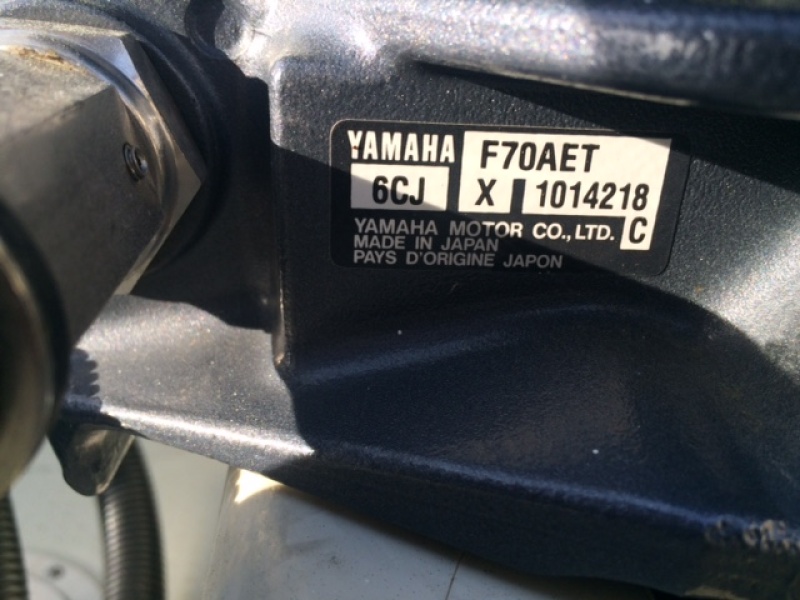 YAMAHA F70AET
6CJ X 1014218
YAMAHA MOTOR CO., LTD. C
MADE IN JAPAN
PAYS D'ORIGINE JAPON